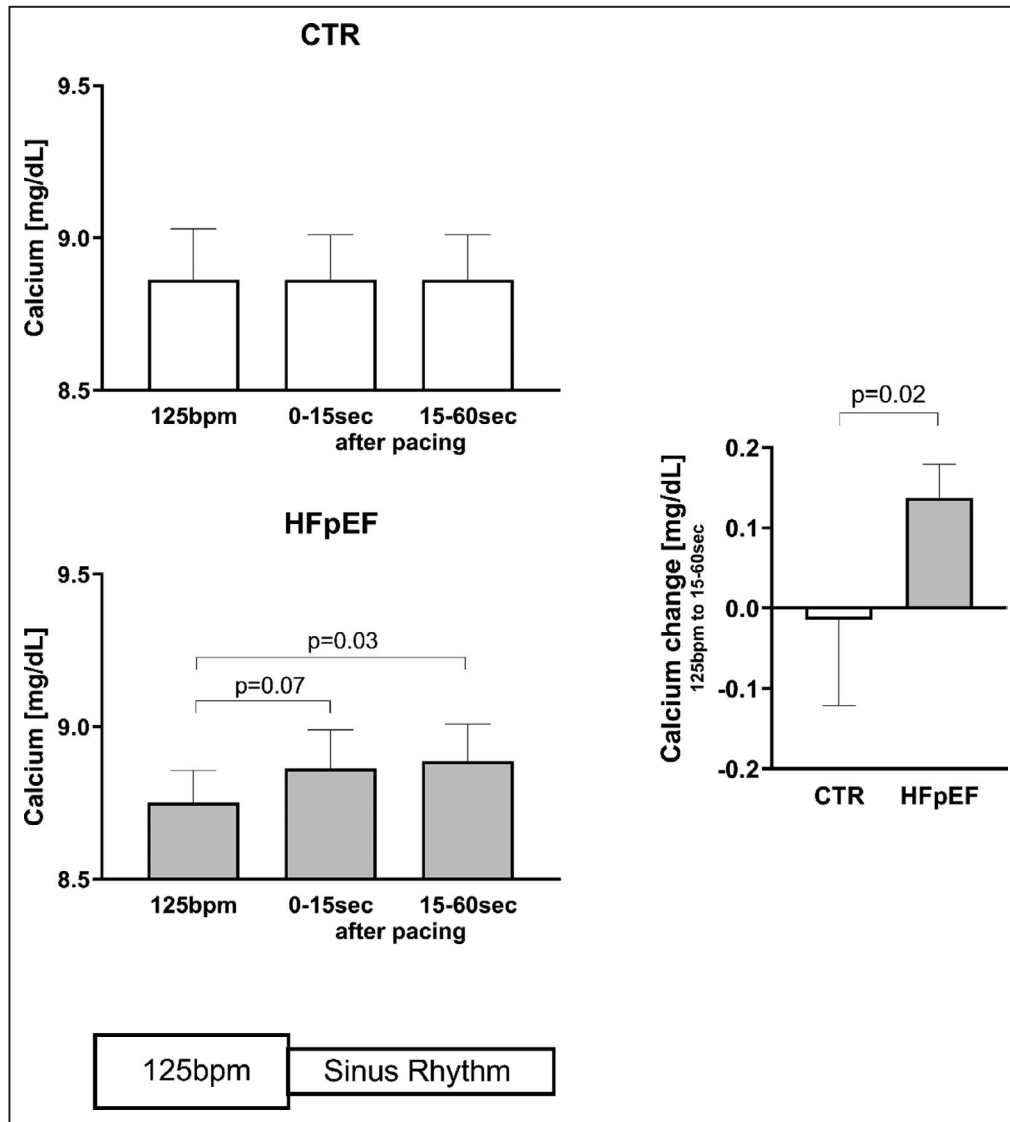 CTR
Calcium [mg/dL]
9.5
9.0
8.5
125bpm
0-15sec
15-60sec
after pacing
HFpEF
Calcium [mg/dL]
9.5
9.0
8.5
p=0.03
p=0.07
125bpm
0-15sec
15-60sec
after pacing
125bpm
Sinus Rhythm
p=0.02
Calcium change [mg/dL]
125bpm to 15-60sec
0.2
0.1
0.0
-0.1
-0.2
CTR
HFpEF